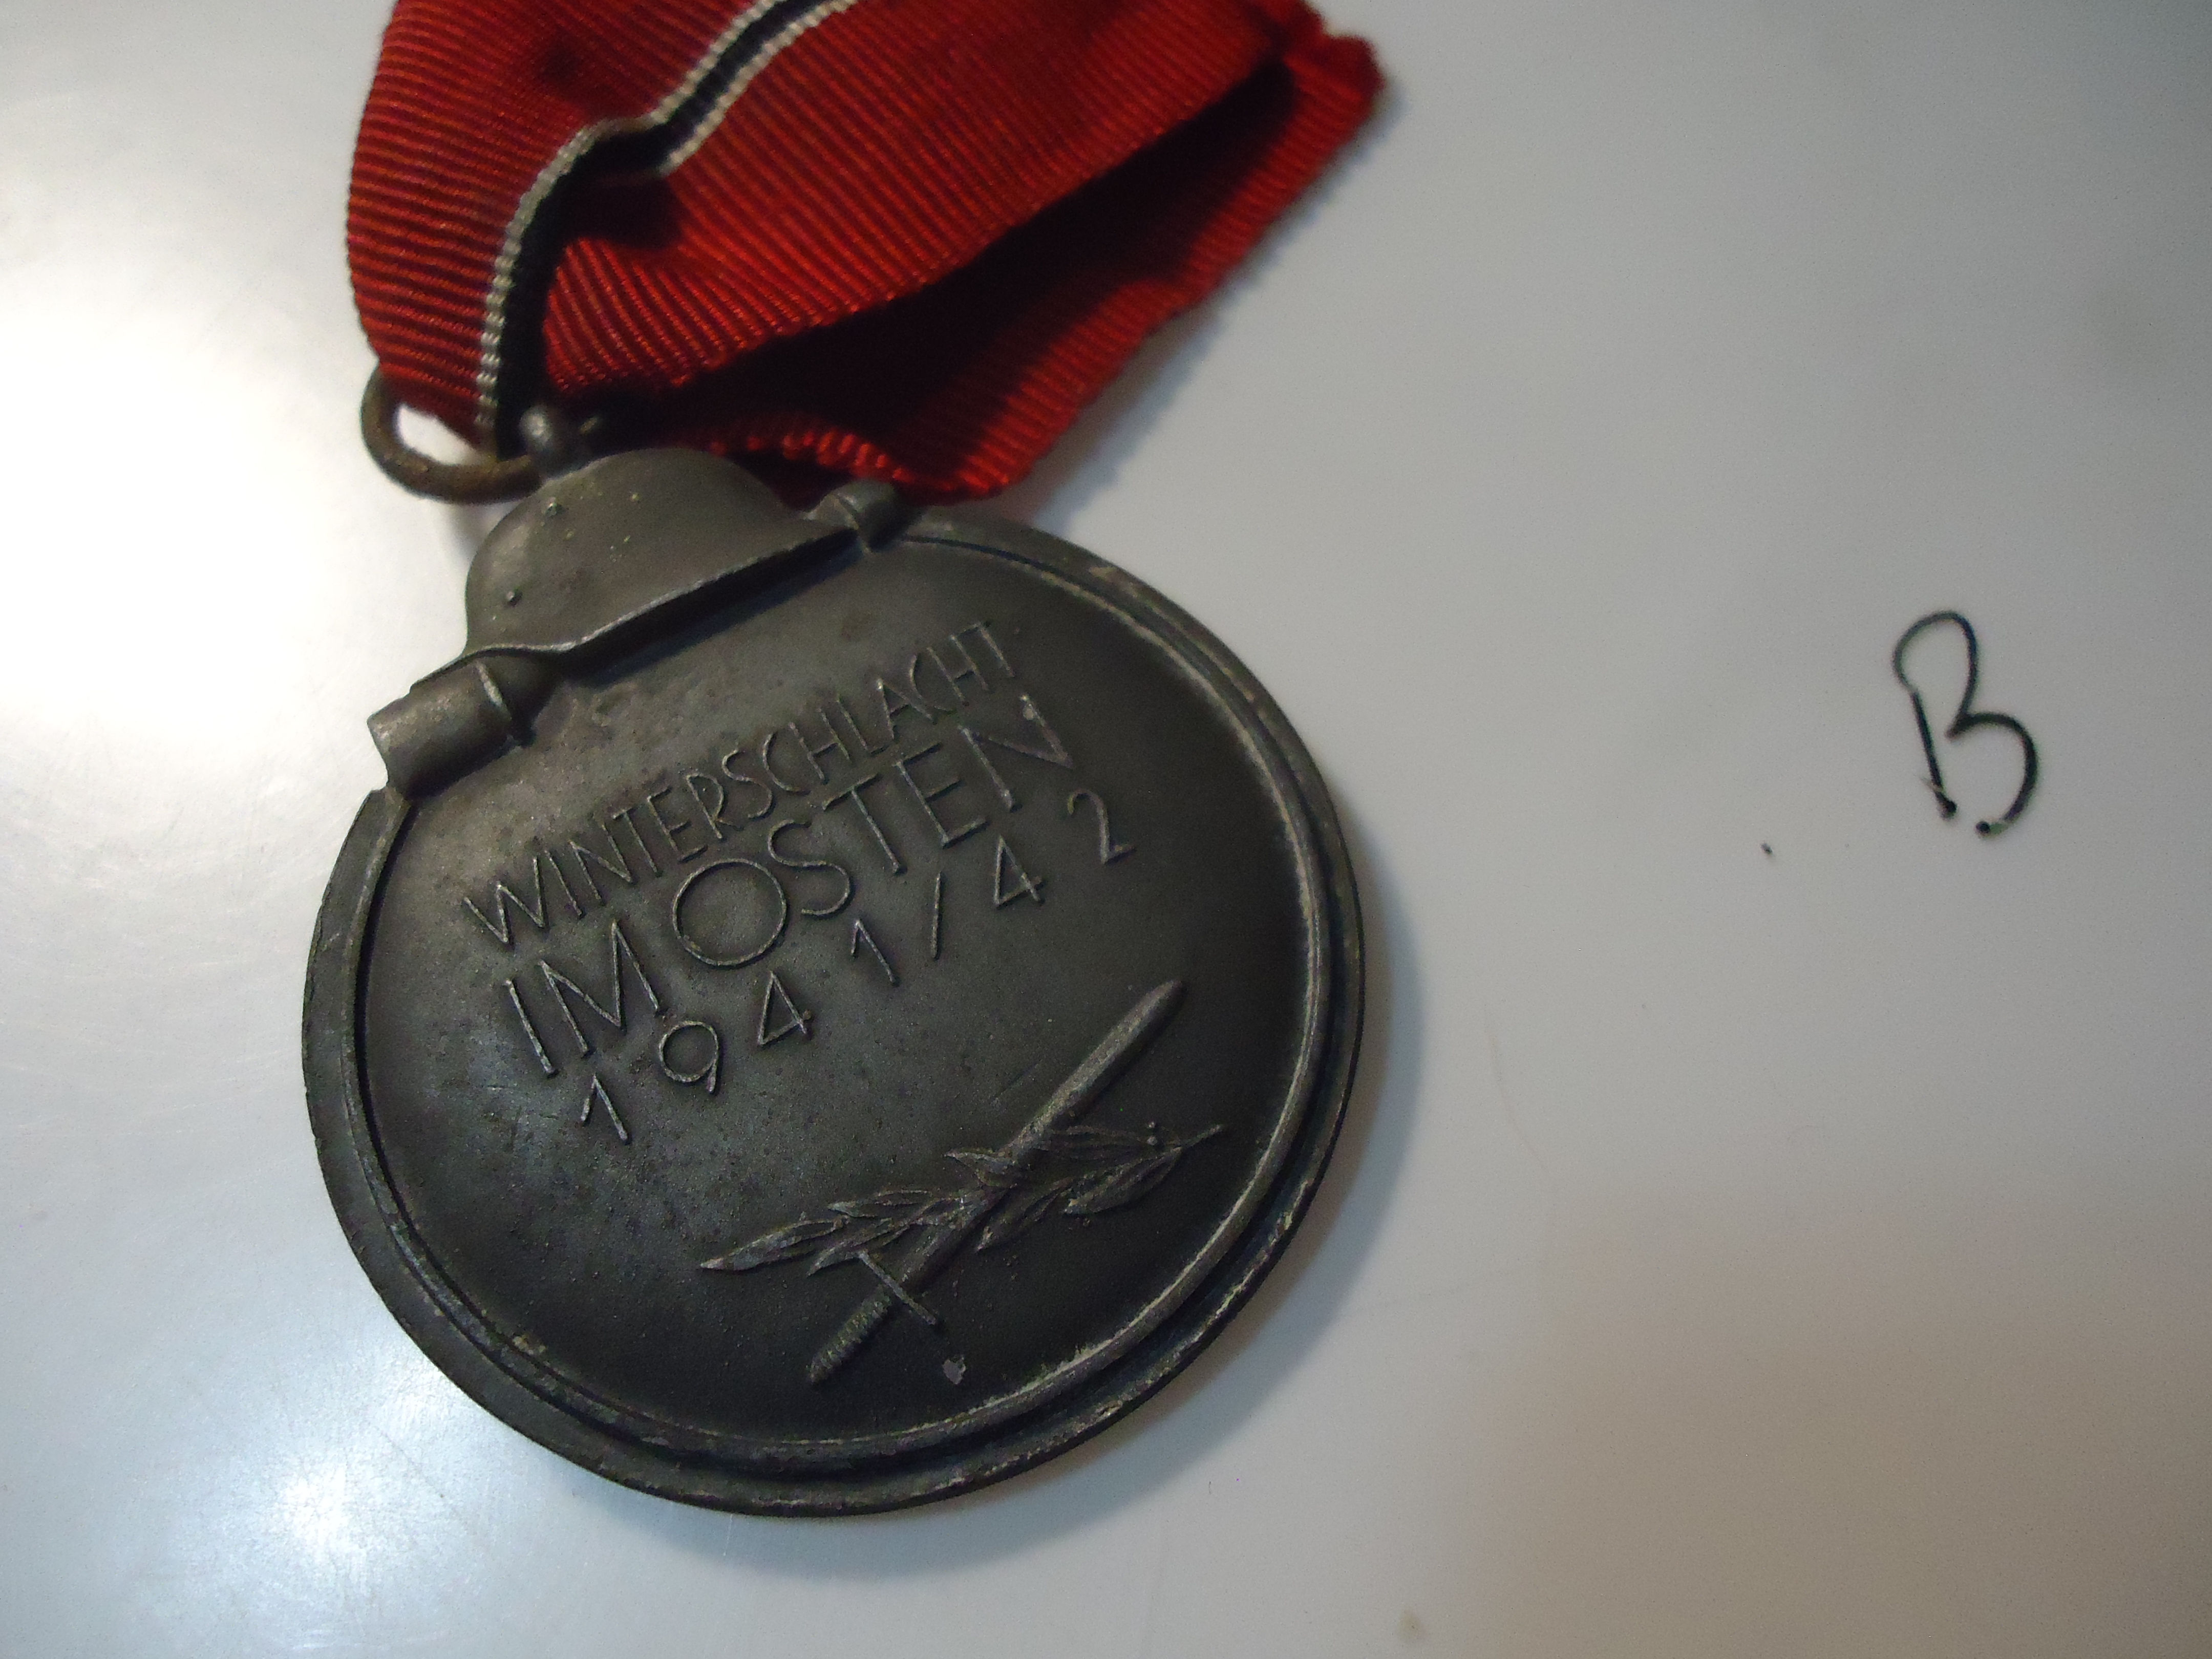 WINTERSCHLACHT
IM OSTEN
1941/42
B